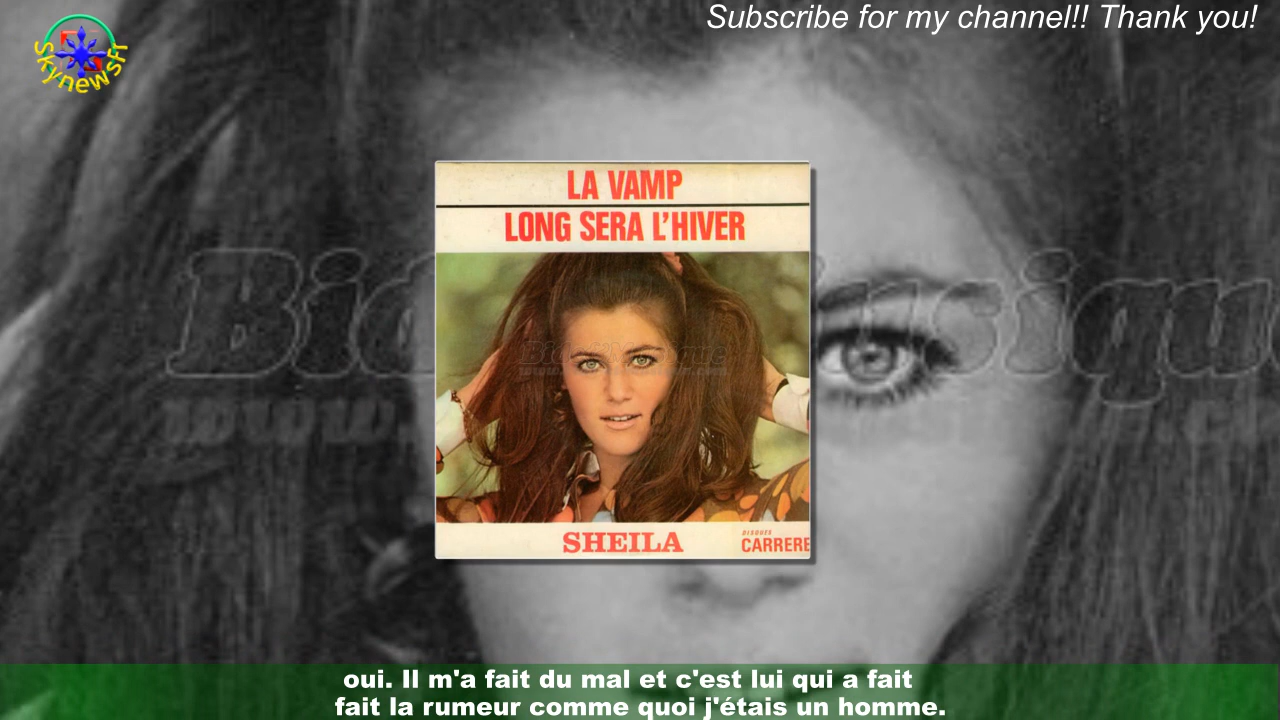 Subscribe for my channel!! Thank you!
SkynewsFr
LA VAMP
LONG SERA L'HIVER
SHEILA
DISQUES
CARRERE
oui. Il m'a fait du mal et c'est lui qui a fait
fait la rumeur comme quoi j'étais un homme.